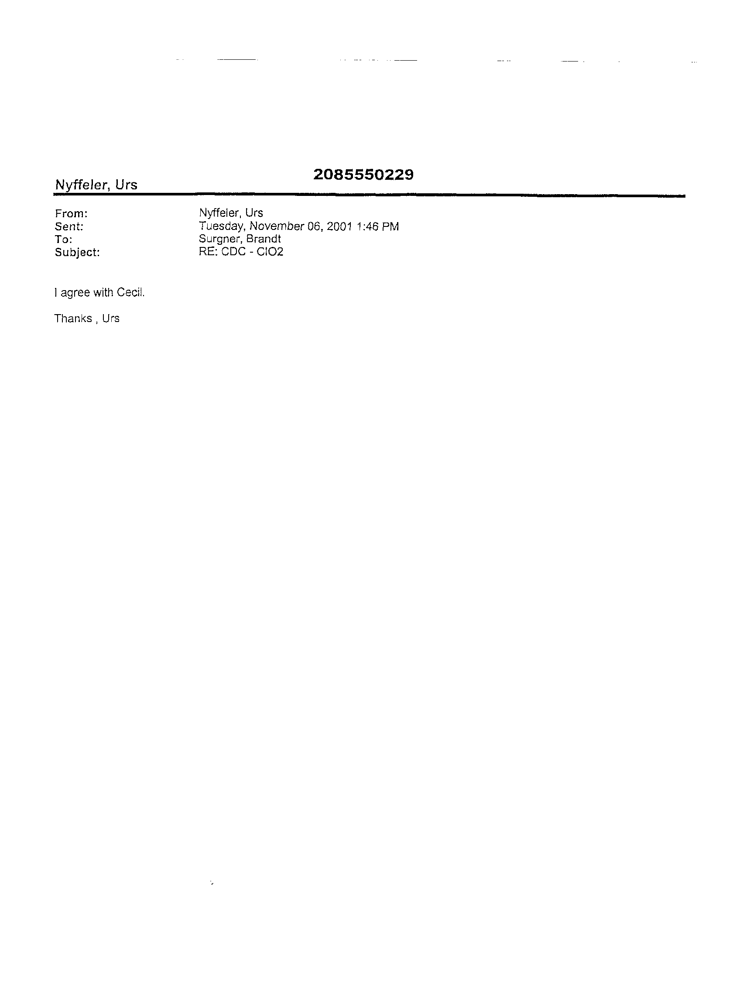 2085550229
Nyffeler, Urs
From: Nyffeler, Urs
Sent: Tuesday, November 06, 2001 1:46 PM
To: Surgner, Brandt
Subject: RE: CDC - ClO2
I agree with Cecil.
Thanks , Urs